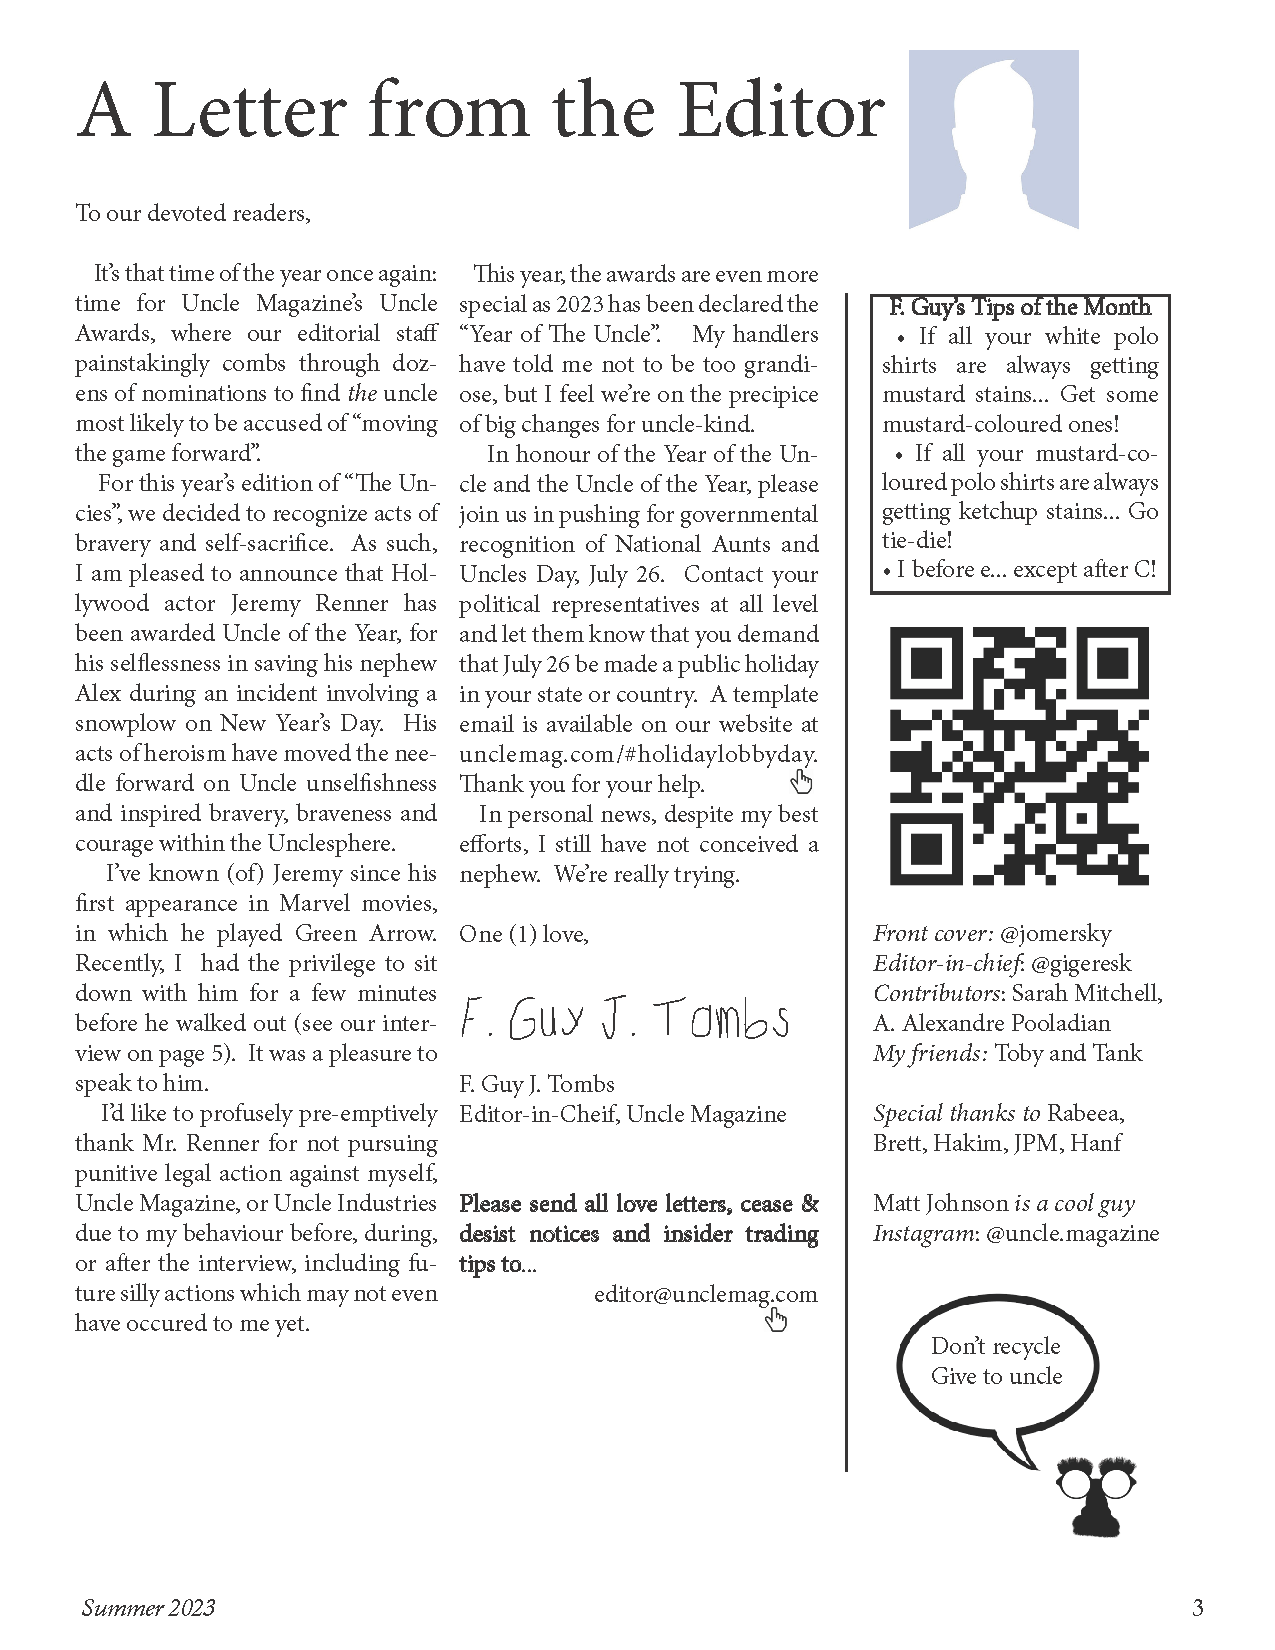 A Letter from the Editor
To our devoted readers,
It's that time of the year once again:
time for Uncle Magazine's Uncle
Awards, where our editorial staff
painstakingly combs through doz-
ens of nominations to find the uncle
most likely to be accused of “moving
the game forward”.
For this year's edition of “The Un-
cies”, we decided to recognize acts of
bravery and self-sacrifice. As such,
I am pleased to announce that Hol-
lywood actor Jeremy Renner has
been awarded Uncle of the Year, for
his selflessness in saving his nephew
Alex during an incident involving a
snowplow on New Year's Day. His
acts of heroism have moved the nee-
dle forward on Uncle unselfishness
and inspired bravery, braveness and
courage within the Unclesphere.
I've known (of) Jeremy since his
first appearance in Marvel movies,
in which he played Green Arrow.
Recently, I had the privilege to sit
down with him for a few minutes
before he walked out (see our inter-
view on page 5). It was a pleasure to
speak to him.
I'd like to profusely pre-emptively
thank Mr. Renner for not pursuing
punitive legal action against myself,
Uncle Magazine, or Uncle Industries
due to my behaviour before, during,
or after the interview, including fu-
ture silly actions which may not even
have occured to me yet.
This year, the awards are even more
special as 2023 has been declared the
“Year of The Uncle”. My handlers
have told me not to be too grandi-
ose, but I feel we're on the precipice
of big changes for uncle-kind.
In honour of the Year of the Un-
cle and the Uncle of the Year, please
join us in pushing for governmental
recognition of National Aunts and
Uncles Day, July 26. Contact your
political representatives at all level
and let them know that you demand
that July 26 be made a public holiday
in your state or country. A template
email is available on our website at
unclemag.com/#holidaylobbyday.
Thank you for your help.
In personal news, despite my best
efforts, I still have not conceived a
nephew. We're really trying.
One (1) love,
F. Guy J. Tombs
F. Guy J. Tombs
Editor-in-Cheif, Uncle Magazine
Please send all love letters, cease &
desist notices and insider trading
tips to...
editor@unclemag.com
F. Guy's Tips of the Month
• If all your white polo
shirts are always getting
mustard stains... Get some
mustard-coloured ones!
• If all your mustard-co-
loured polo shirts are always
getting ketchup stains... Go
tie-die!
• I before e... except after C!
Front cover: @jomersky
Editor-in-chief: @gigeresk
Contributors: Sarah Mitchell,
A. Alexandre Pooladian
My friends: Toby and Tank
Special thanks to Rabeea,
Brett, Hakim, JPM, Hanf
Matt Johnson is a cool guy
Instagram: @uncle.magazine
Don't recycle
Give to uncle
Summer 2023
3